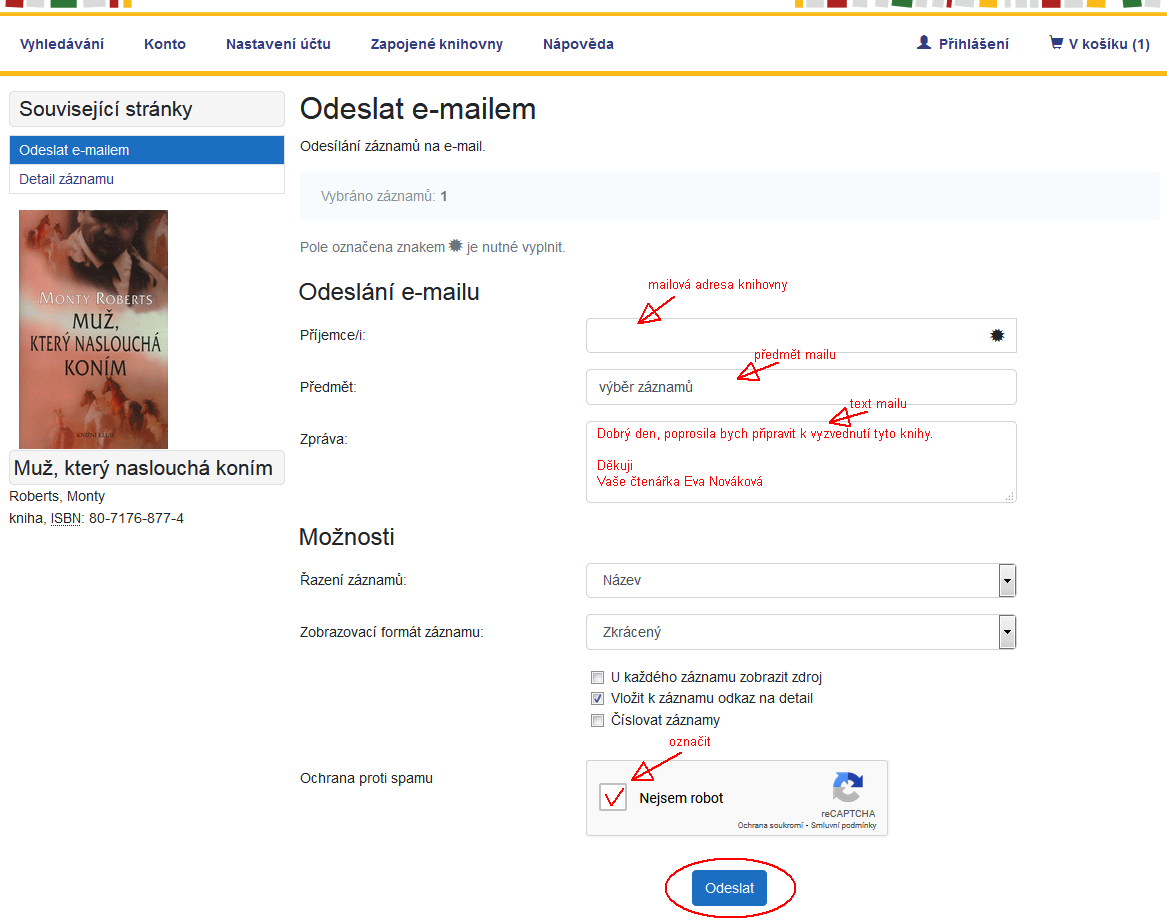 Vyhledávání Konto Nastavení účtu Zapojené knihovny Nápověda Přihlášení V košíku (1)
Související stránky
Odeslat e-mailem
Detail záznamu
MONTY ROBERTS
MUŽ,
KTERÝ NASLOUCHÁ
KONÍM
KNIŽNÍ KLUB
Muž, který naslouchá koním
Roberts, Monty
kniha, ISBN: 80-7176-877-4
Odeslat e-mailem
Odesílání záznamů na e-mail.
Vybráno záznamů: 1
Pole označena znakem ✹ je nutné vyplnit.
Odeslání e-mailu
mailová adresa knihovny
Příjemce/i:
předmět mailu
Předmět: výběr záznamů
text mailu
Zpráva:
Dobrý den, poprosila bych připravit k vyzvednutí tyto knihy.
Děkuji
Vaše čtenářka Eva Nováková
Možnosti
Řazení záznamů: Název
Zobrazovací formát záznamu: Zkrácený
U každého záznamu zobrazit zdroj
Vložit k záznamu odkaz na detail
Číslovat záznamy
označit
Ochrana proti spamu
Nejsem robot
reCAPTCHA
Ochrana soukromí - Smluvní podmínky
Odeslat